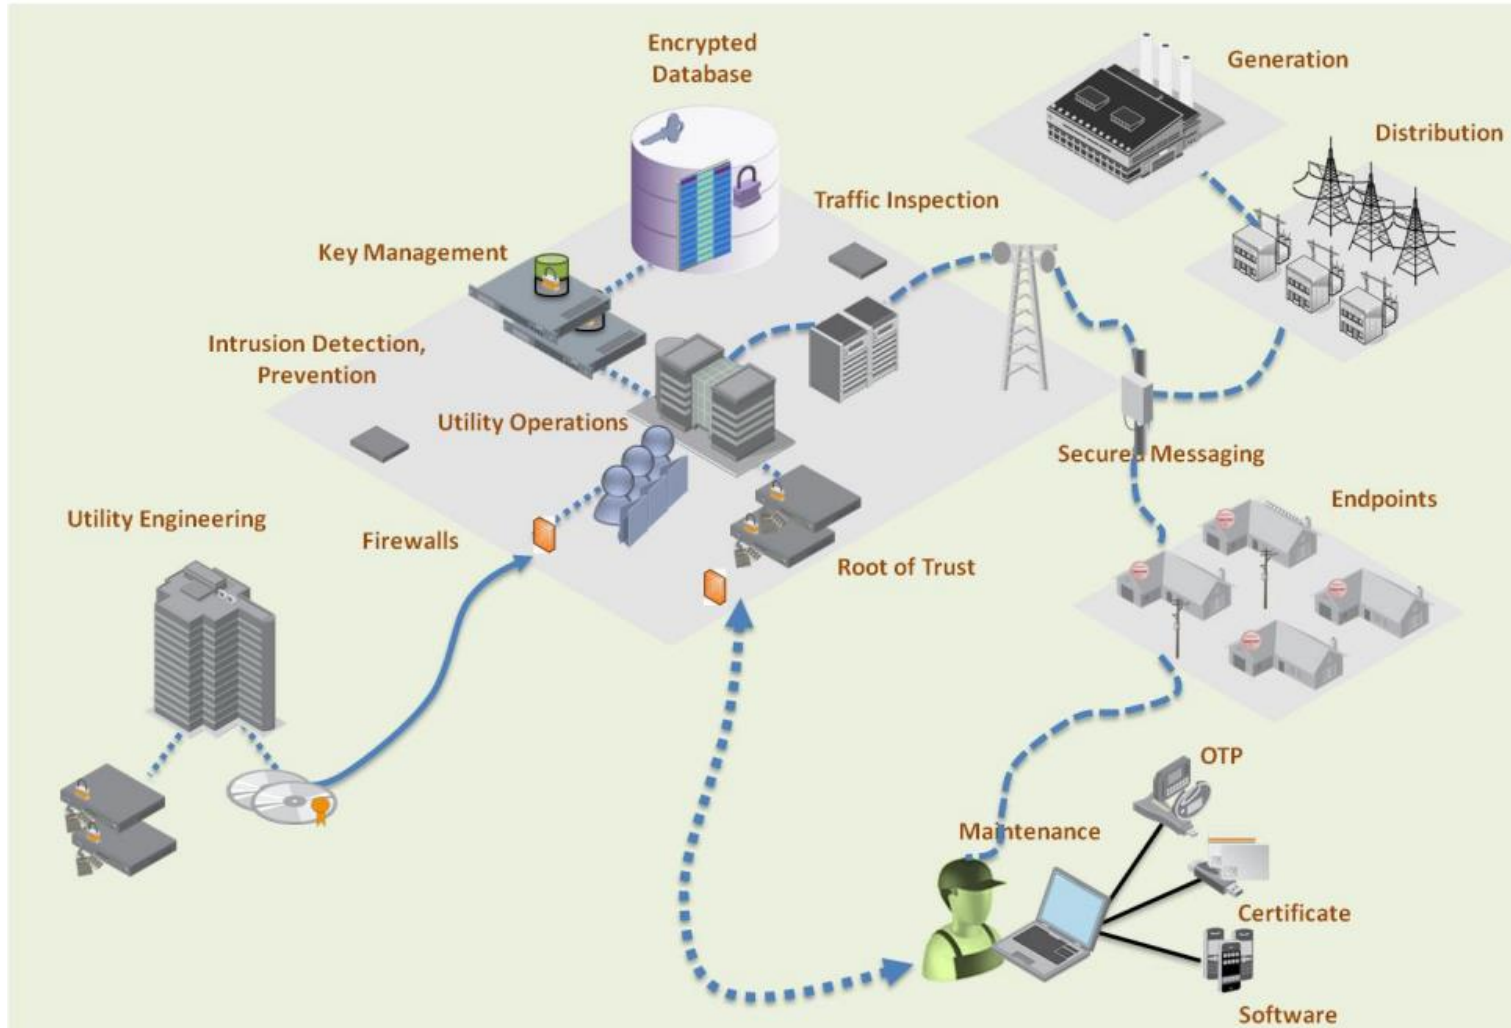 Encrypted
Database
Generation
Distribution
Traffic Inspection
Key Management
Intrusion Detection,
Prevention
Utility Operations
Secured Messaging
Endpoints
Utility Engineering
Firewalls
Root of Trust
OTP
Maintenance
Certificate
Software